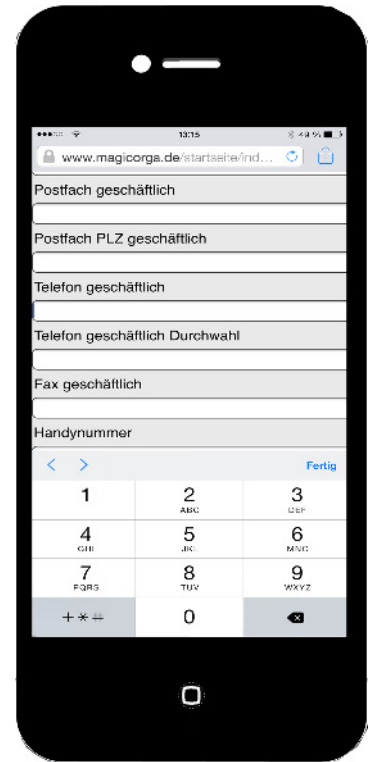 13:15
49 %
www.magicorga.de/startseite/ind...
Postfach geschäftlich
Postfach PLZ geschäftlich
Telefon geschäftlich
Telefon geschäftlich Durchwahl
Fax geschäftlich
Handynummer
Fertig
1 2 3
ABC DEF
4 5 6
GHI JKL MNO
7 8 9
PQRS TUV WXYZ
+*# 0